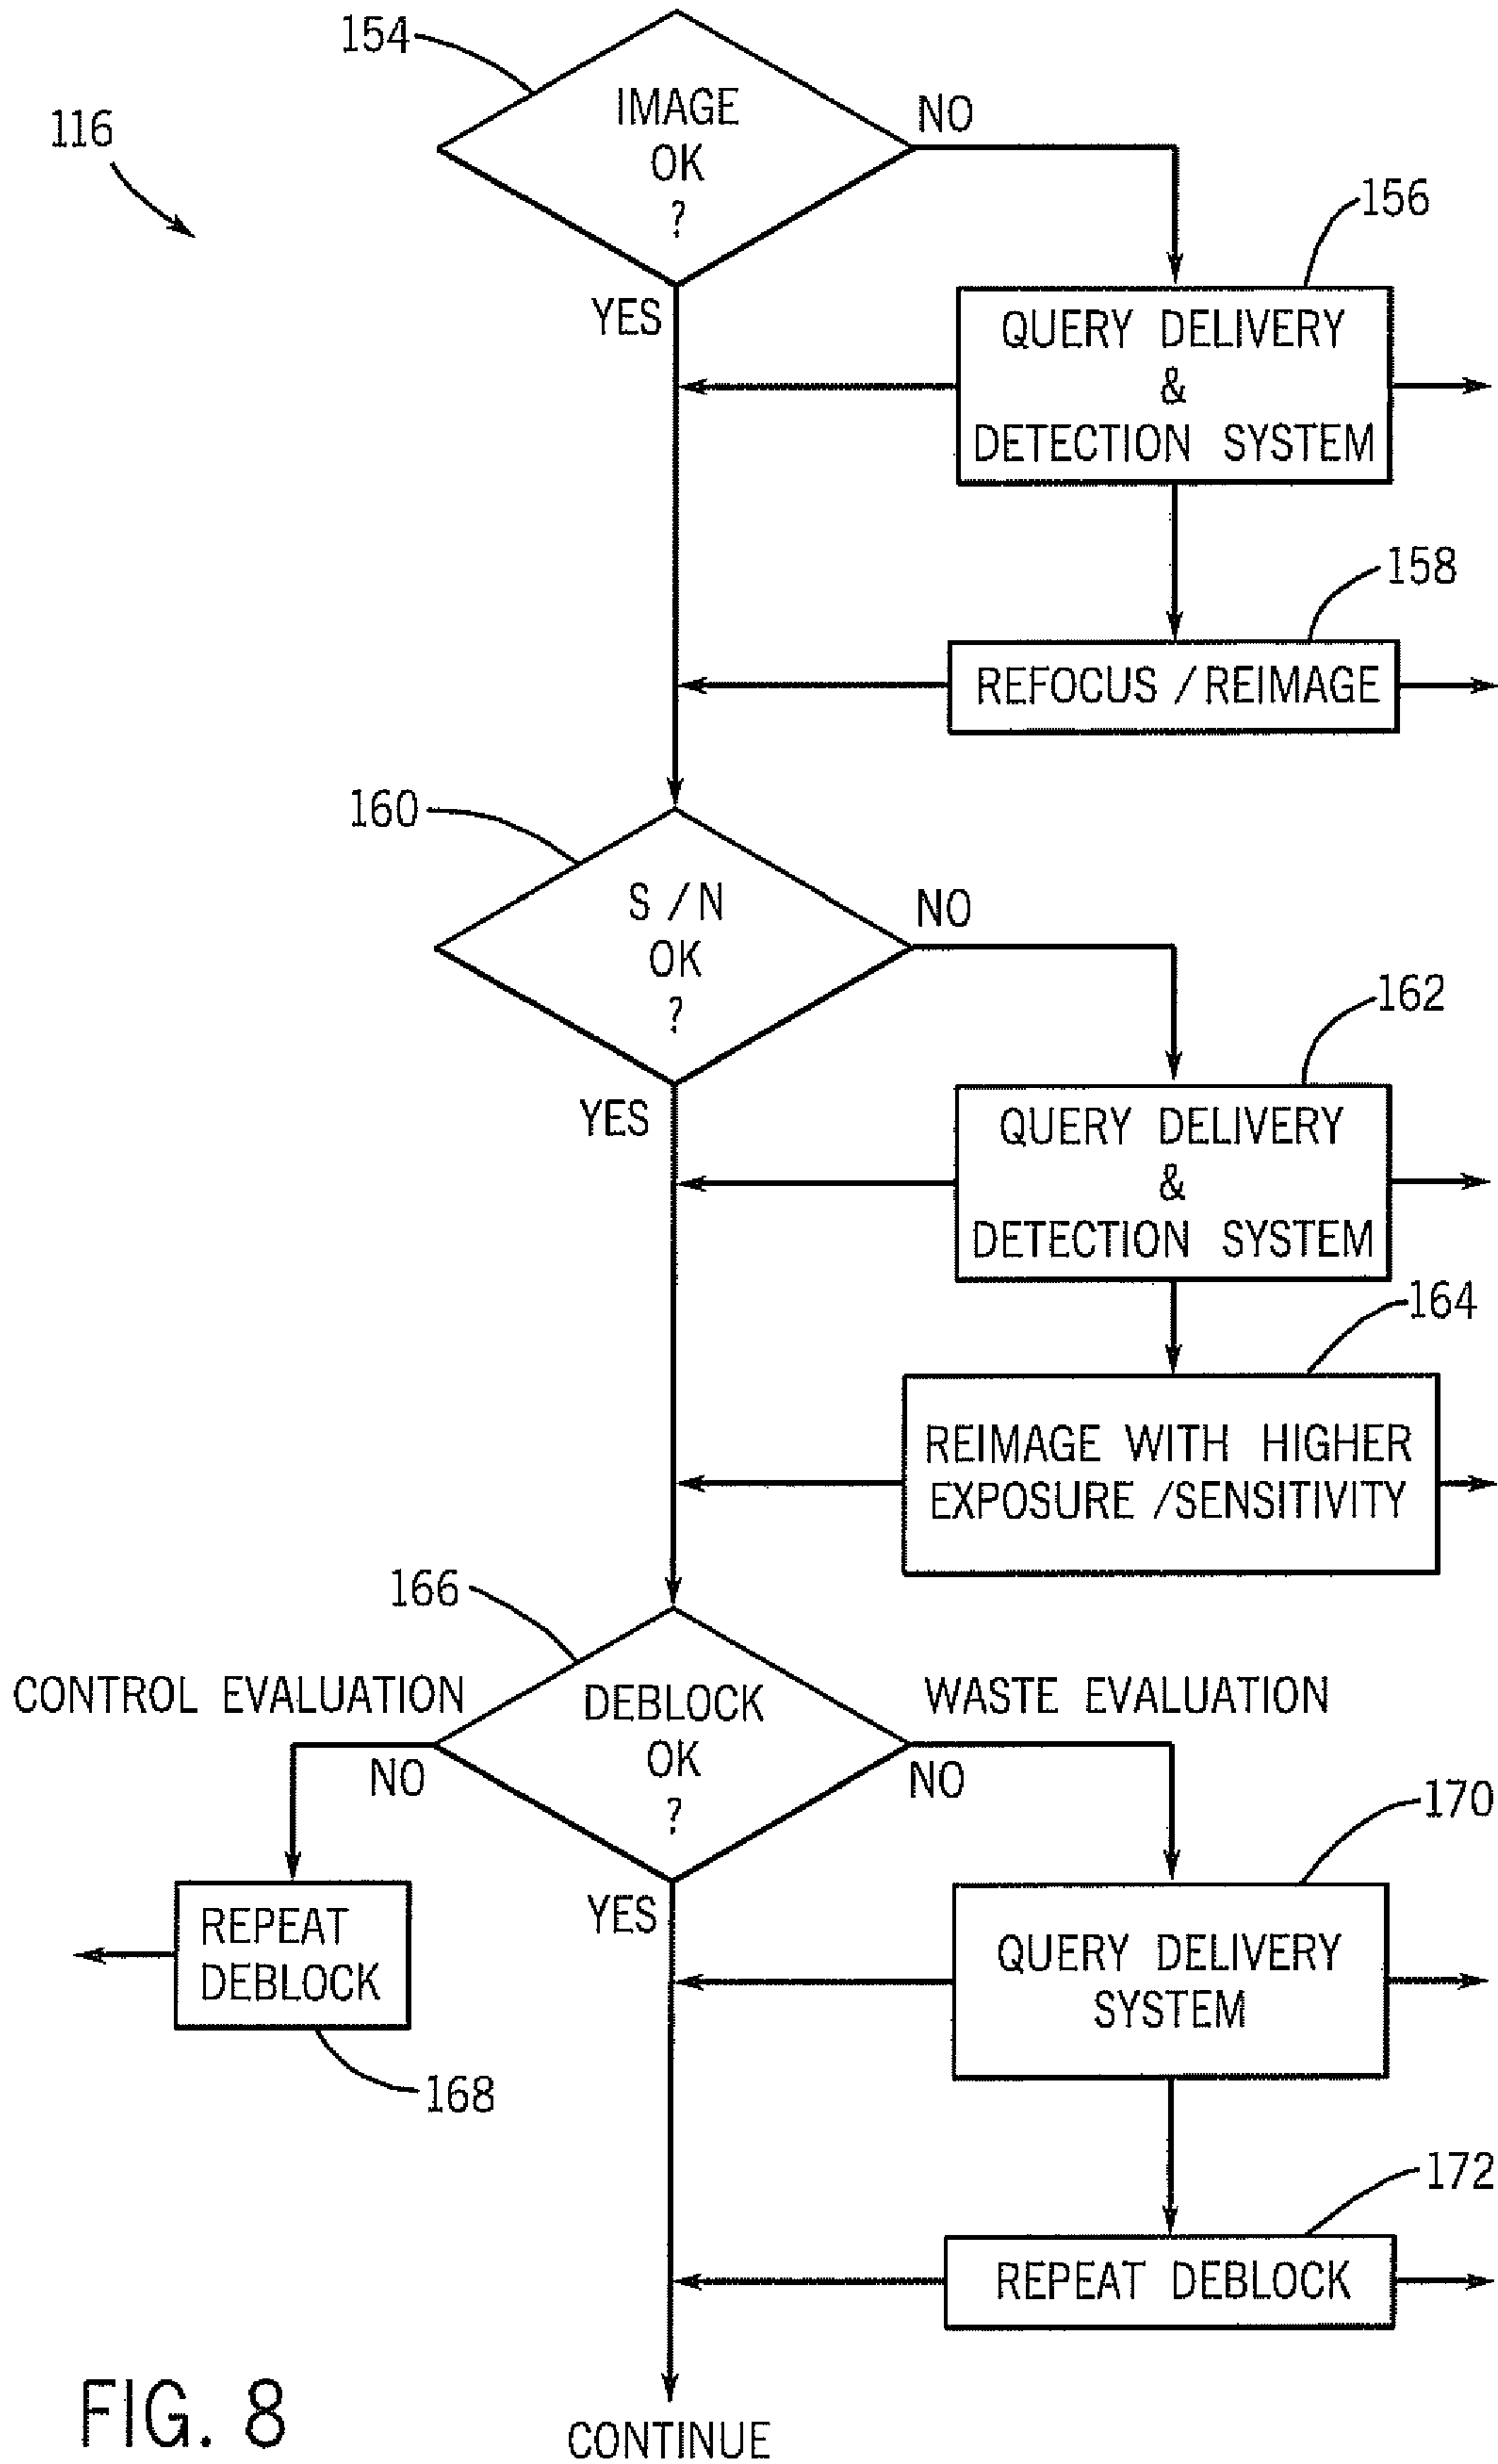 154
IMAGE
OK
?
NO
116
156
YES
QUERY DELIVERY
&
DETECTION SYSTEM
158
REFOCUS / REIMAGE
160
S / N
OK
?
NO
162
YES
QUERY DELIVERY
&
DETECTION SYSTEM
164
REIMAGE WITH HIGHER
EXPOSURE / SENSITIVITY
166
CONTROL EVALUATION
DEBLOCK
OK
?
WASTE EVALUATION
NO
NO
170
YES
REPEAT
DEBLOCK
QUERY DELIVERY
SYSTEM
168
172
REPEAT DEBLOCK
FIG. 8
CONTINUE